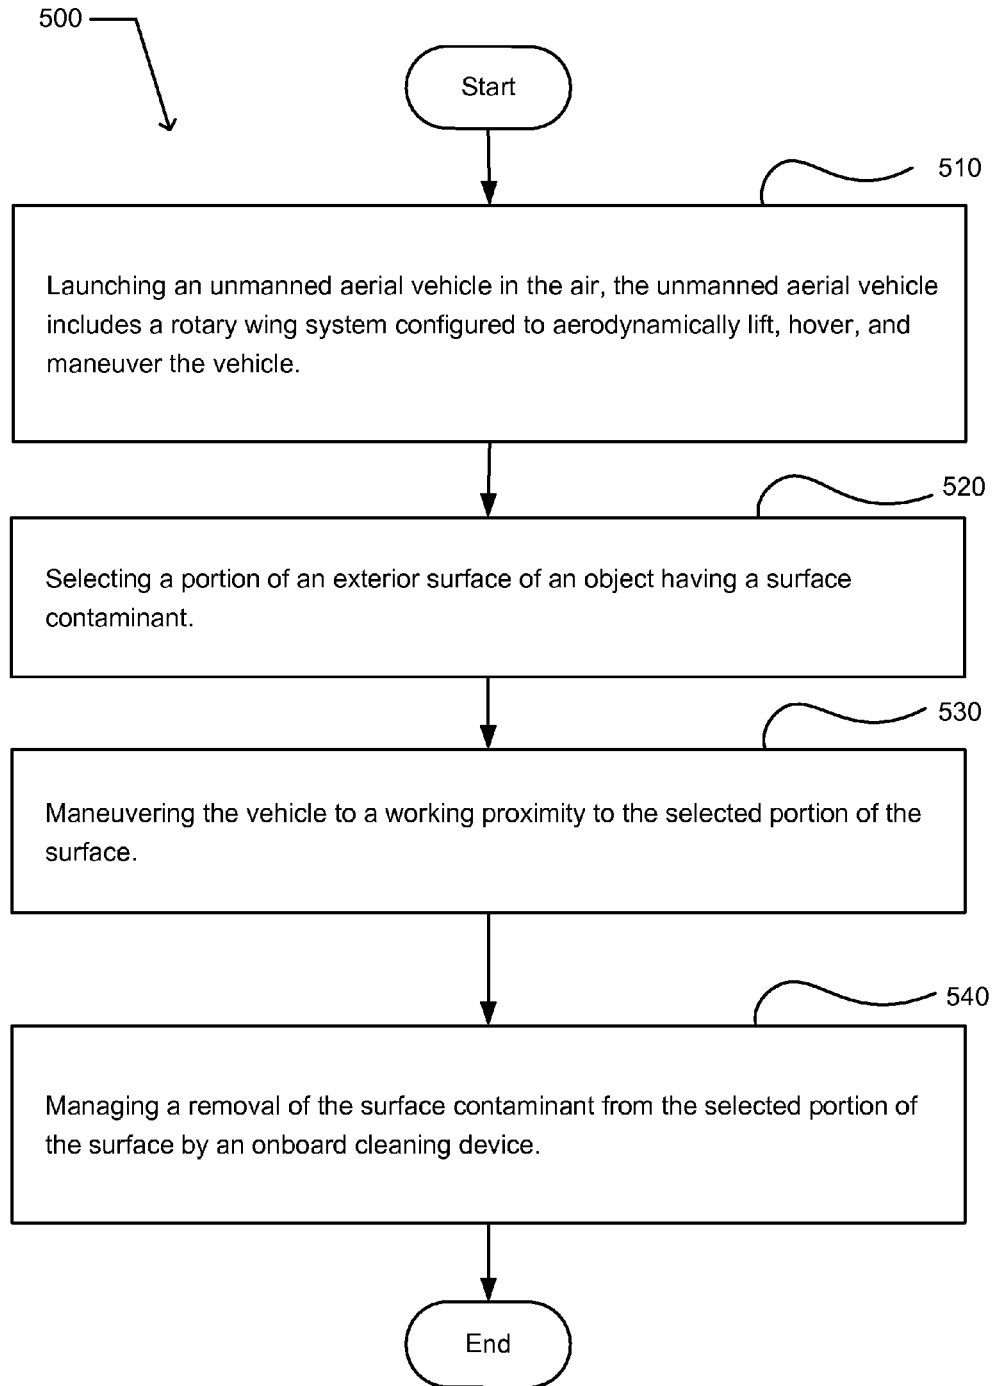 500
Start
510
Launching an unmanned aerial vehicle in the air, the unmanned aerial vehicle
includes a rotary wing system configured to aerodynamically lift, hover, and
maneuver the vehicle.
520
Selecting a portion of an exterior surface of an object having a surface
contaminant.
530
Maneuvering the vehicle to a working proximity to the selected portion of the
surface.
540
Managing a removal of the surface contaminant from the selected portion of
the surface by an onboard cleaning device.
End